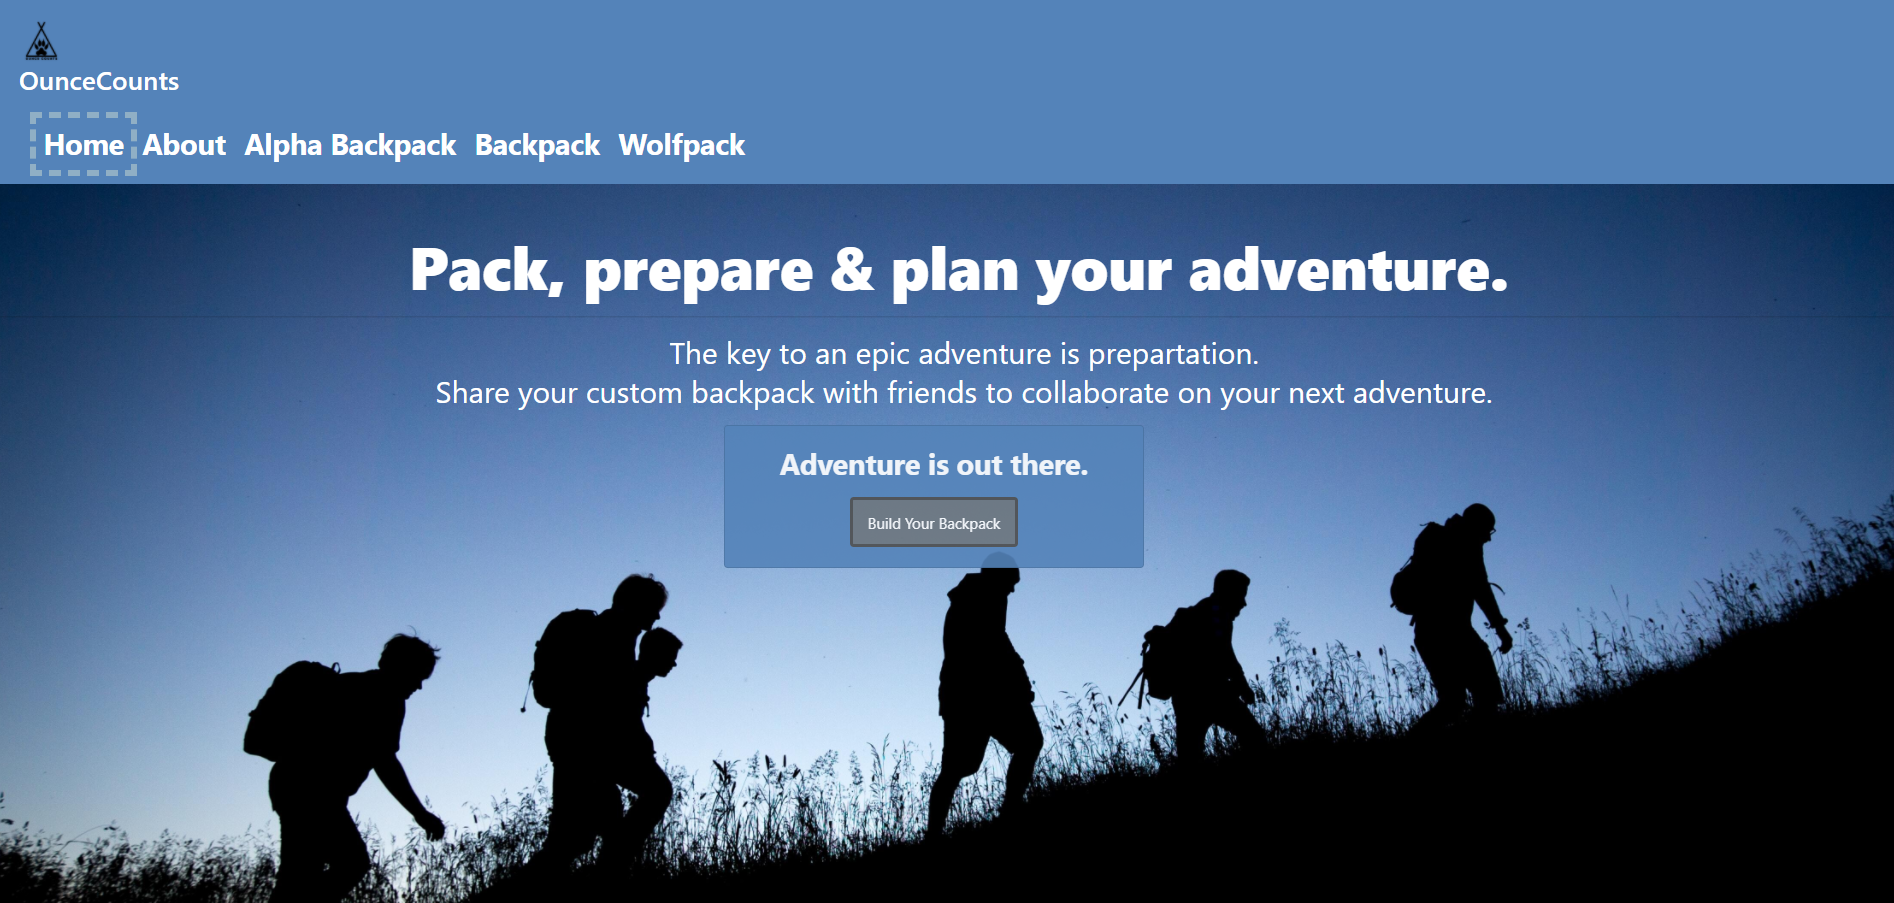 OunceCounts
Home About Alpha Backpack Backpack Wolfpack
Pack, prepare & plan your adventure.
The key to an epic adventure is prepartation.
Share your custom backpack with friends to collaborate on your next adventure.
Adventure is out there.
Build Your Backpack